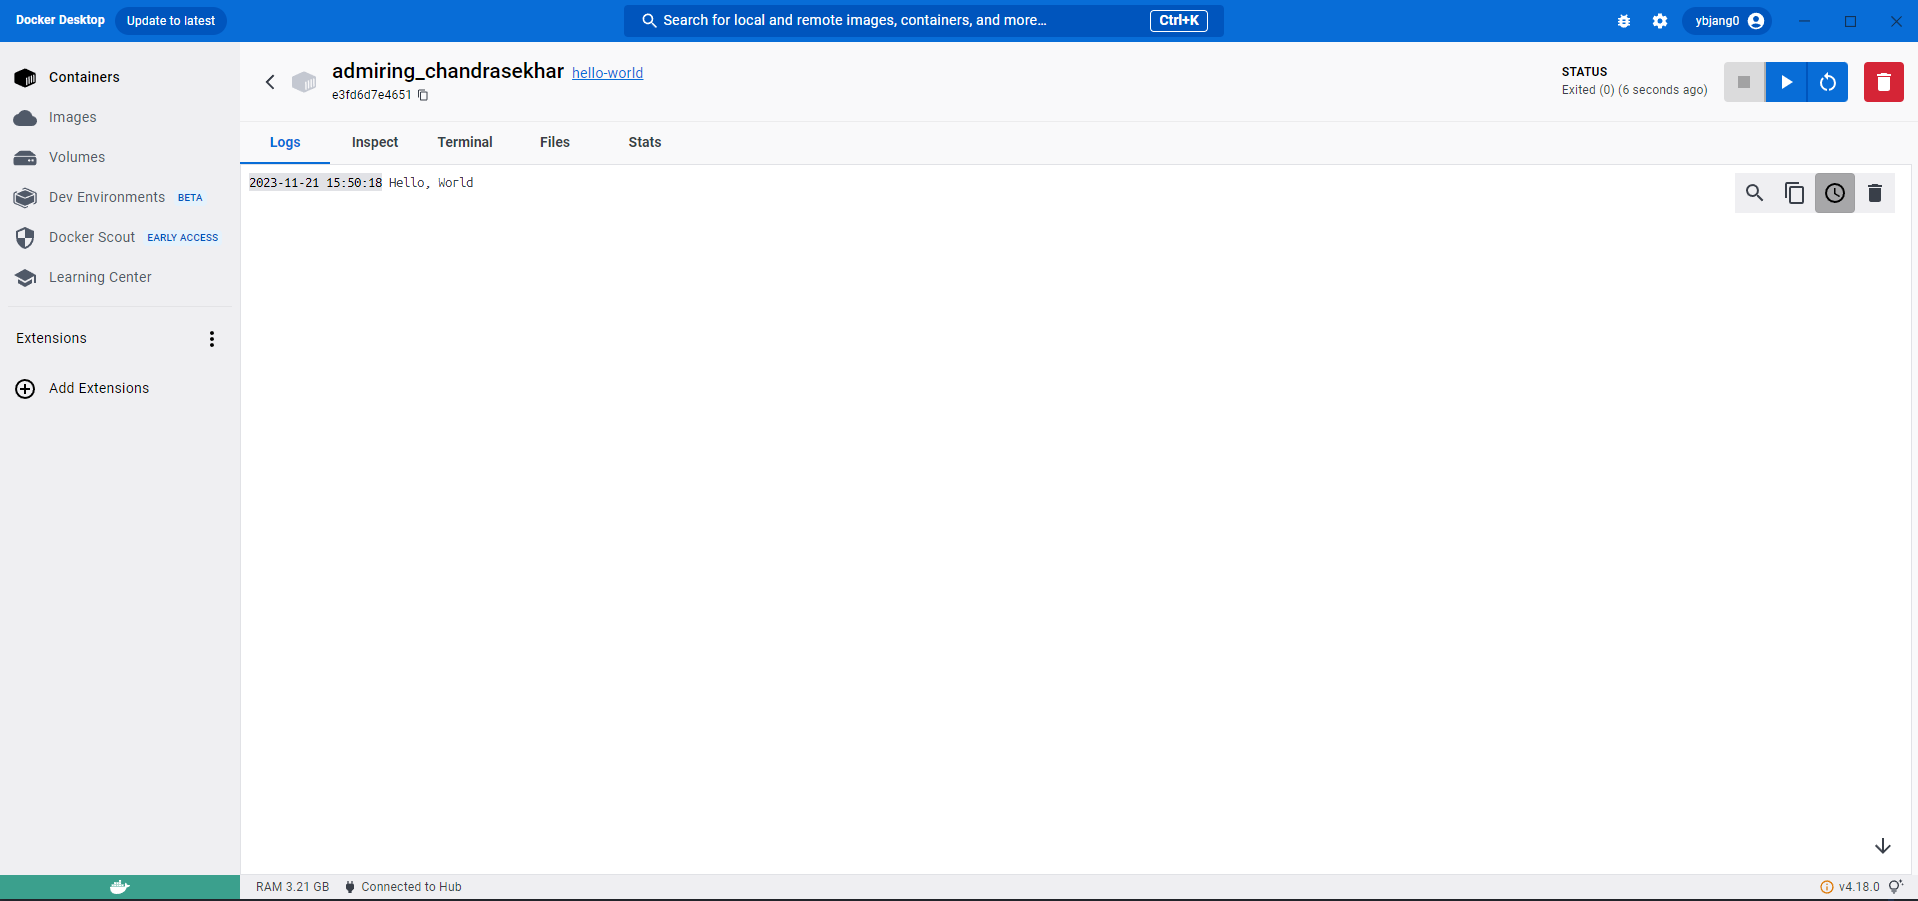 Docker Desktop Update to latest Search for local and remote images, containers, and more... Ctrl+K ybjang0
Containers
Images
Volumes
Dev Environments BETA
Docker Scout EARLY ACCESS
Learning Center
Extensions
Add Extensions
admiring_chandrasekhar hello-world
e3fd6d7e4651
STATUS
Exited (0) (6 seconds ago)
Logs Inspect Terminal Files Stats
2023-11-21 15:50:18 Hello, World
RAM 3.21 GB Connected to Hub v4.18.0